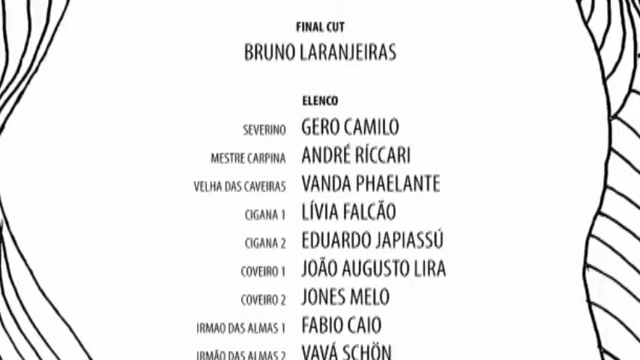 FINAL CUT
BRUNO LARANJEIRAS
ELENCO
SEVERINO GERO CAMILO
MESTRE CARPINA ANDRÉ RÍCCARI
VELHA DAS CAVEIRAS VANDA PHAELANTE
CIGANA 1 LÍVIA FALCÃO
CIGANA 2 EDUARDO JAPIASSÚ
COVEIRO 1 JOÃO AUGUSTO LIRA
COVEIRO 2 JONES MELO
IRMAO DAS ALMAS 1 FABIO CAIO
IRMÃO DAS ALMAS 2 VAVÁ SCHÖN